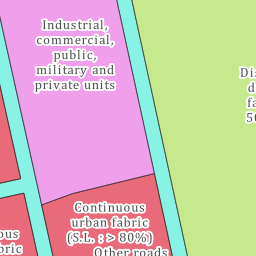 Industrial,
commercial,
public,
military and
private units
Continuous
urban fabric
(S.L. : > 80%)
Other roads